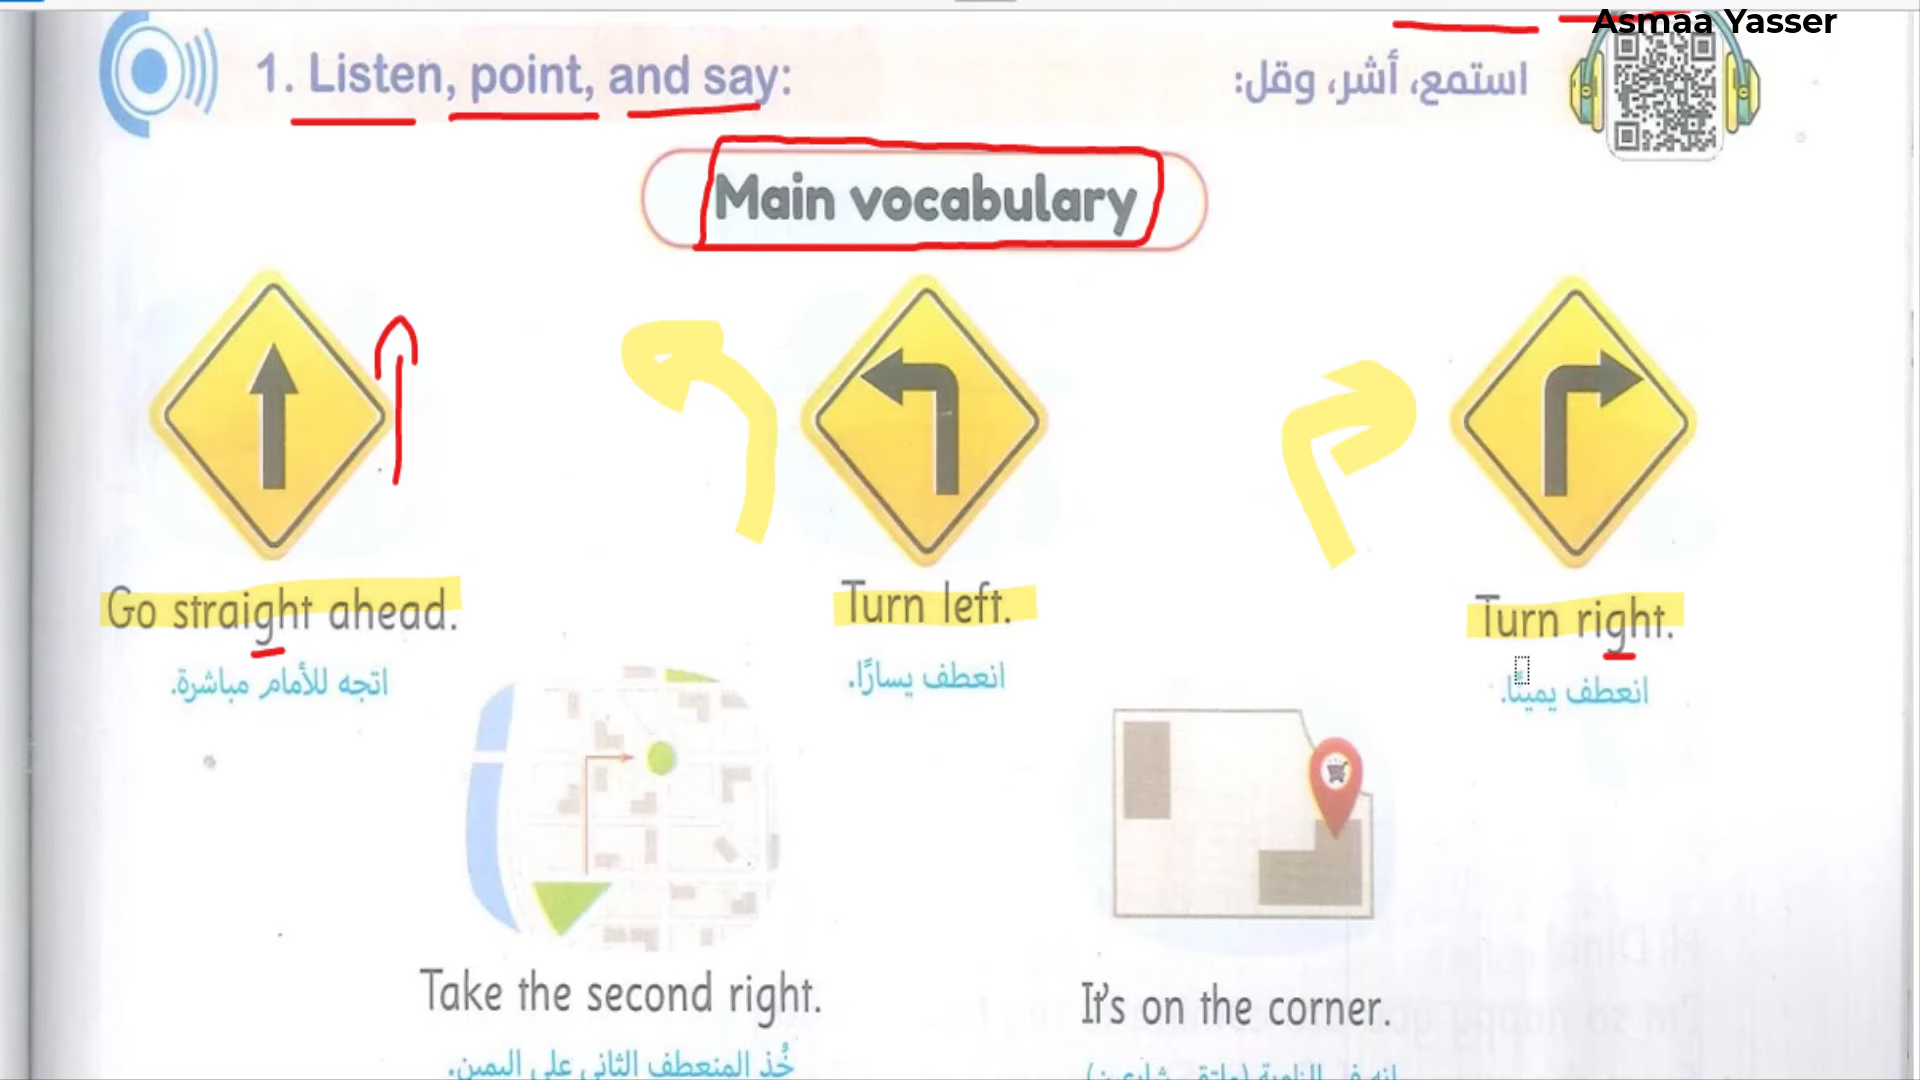 Asmaa Yasser
1. Listen, point, and say:
استمع، أشر، وقل:
Main vocabulary
Go straight ahead.
اتجه للأمام مباشرة.
Turn left.
انعطف يسارًا.
Turn right.
انعطف يمينًا.
Take the second right.
خُذ المنعطف الثاني على اليمين.
It's on the corner.